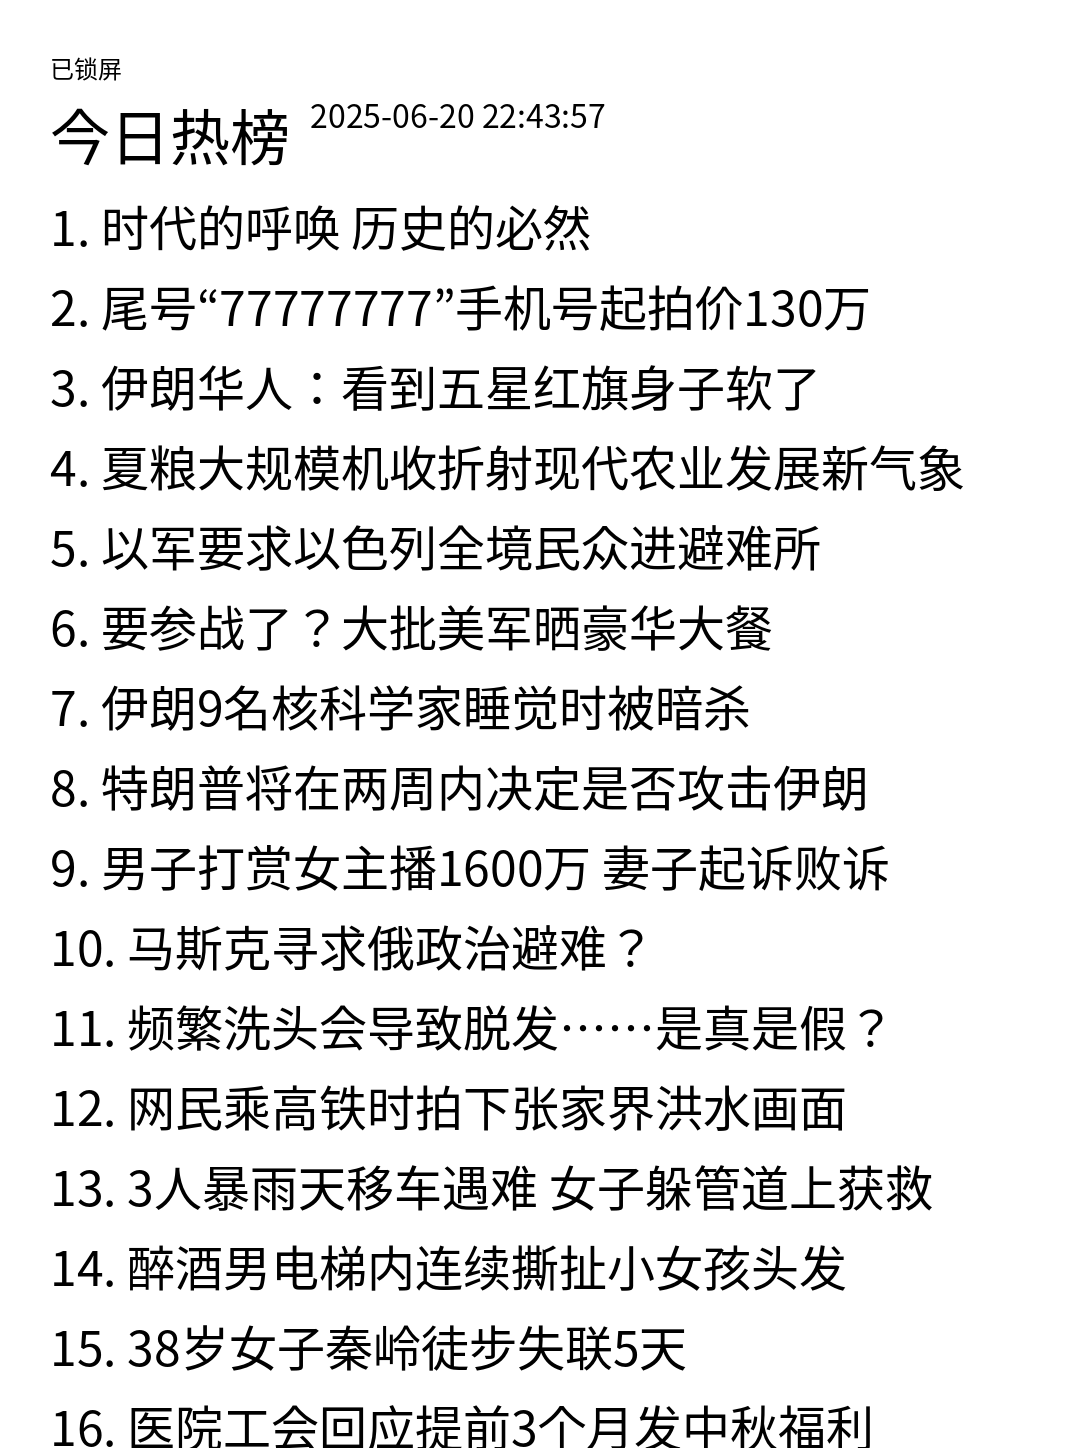 已锁屏
今日热榜 2025-06-20 22:43:57
1. 时代的呼唤 历史的必然
2. 尾号“77777777”手机号起拍价130万
3. 伊朗华人：看到五星红旗身子软了
4. 夏粮大规模机收折射现代农业发展新气象
5. 以军要求以色列全境民众进避难所
6. 要参战了？大批美军晒豪华大餐
7. 伊朗9名核科学家睡觉时被暗杀
8. 特朗普将在两周内决定是否攻击伊朗
9. 男子打赏女主播1600万 妻子起诉败诉
10. 马斯克寻求俄政治避难？
11. 频繁洗头会导致脱发……是真是假？
12. 网民乘高铁时拍下张家界洪水画面
13. 3人暴雨天移车遇难 女子躲管道上获救
14. 醉酒男电梯内连续撕扯小女孩头发
15. 38岁女子秦岭徒步失联5天
16. 医院工会回应提前3个月发中秋福利